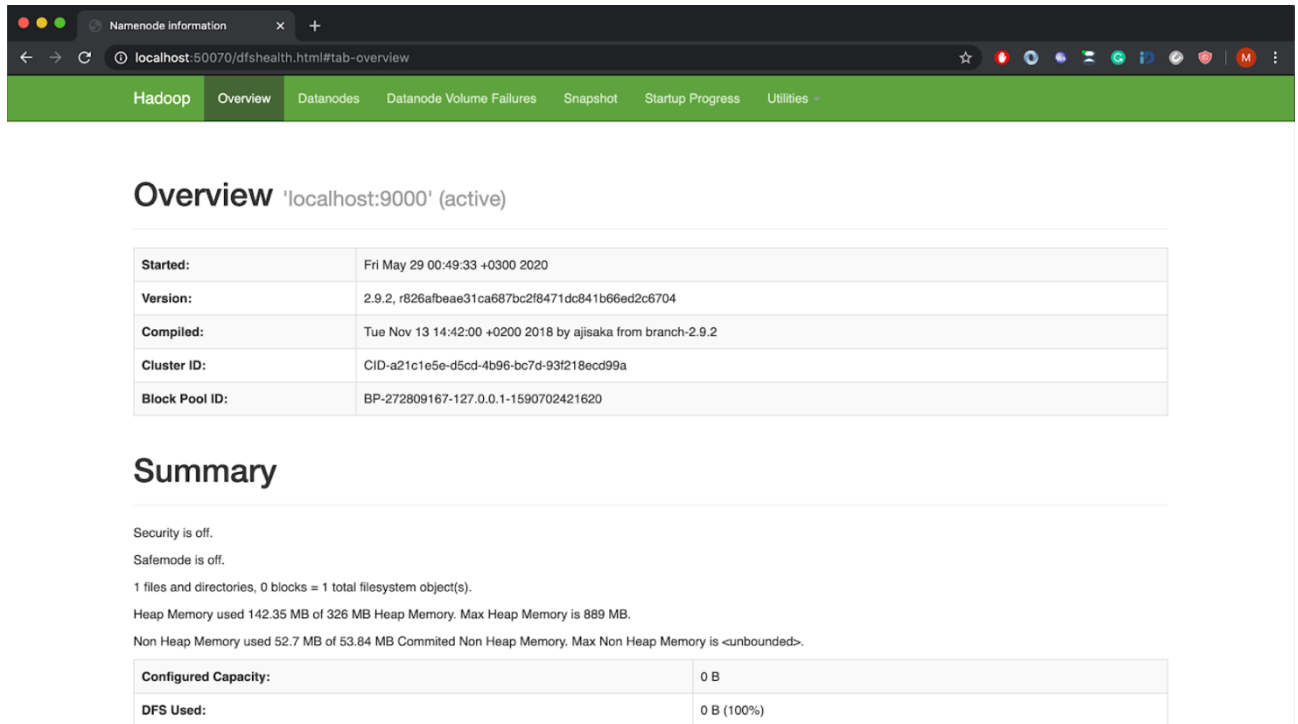 Namenode information
localhost:50070/dfshealth.html#tab-overview
M
Hadoop Overview Datanodes Datanode Volume Failures Snapshot Startup Progress Utilities
Overview 'localhost:9000' (active)
Started: Fri May 29 00:49:33 +0300 2020
Version: 2.9.2, r826afbeae31ca687bc2f8471dc841b66ed2c6704
Compiled: Tue Nov 13 14:42:00 +0200 2018 by ajisaka from branch-2.9.2
Cluster ID: CID-a21c1e5e-d5cd-4b96-bc7d-93f218ecd99a
Block Pool ID: BP-272809167-127.0.0.1-1590702421620
Summary
Security is off.
Safemode is off.
1 files and directories, 0 blocks = 1 total filesystem object(s).
Heap Memory used 142.35 MB of 326 MB Heap Memory. Max Heap Memory is 889 MB.
Non Heap Memory used 52.7 MB of 53.84 MB Commited Non Heap Memory. Max Non Heap Memory is <unbounded>.
Configured Capacity: 0 B
DFS Used: 0 B (100%)